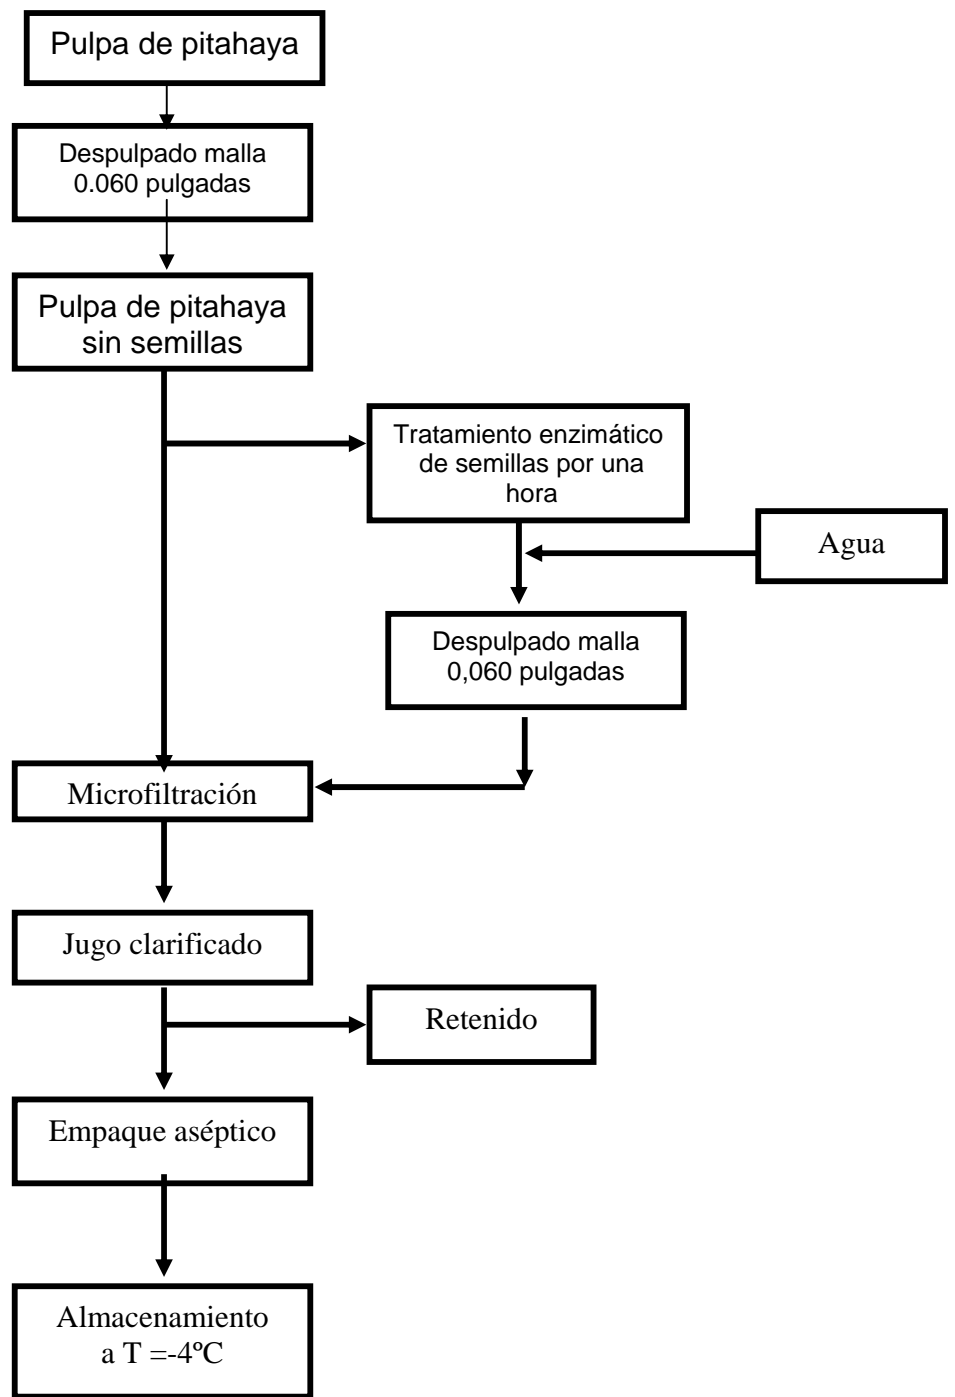 Pulpa de pitahaya
Despulpado malla
0.060 pulgadas
Pulpa de pitahaya
sin semillas
Tratamiento enzimático
de semillas por una
hora
Agua
Despulpado malla
0,060 pulgadas
Microfiltración
Jugo clarificado
Retenido
Empaque aséptico
Almacenamiento
a T =-4ºC